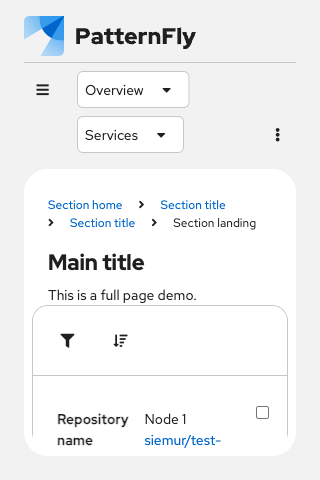 PatternFly
Overview
Services
Section home > Section title
> Section title > Section landing
Main title
This is a full page demo.
Repository name
Node 1
siemur/test-